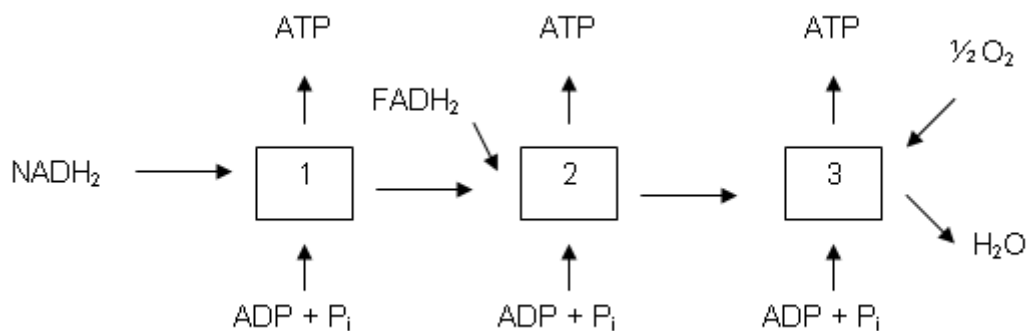 ATP ATP ATP
½ O₂
FADH₂
NADH₂ 1 2 3
H₂O
ADP + Pᵢ ADP + Pᵢ ADP + Pᵢ